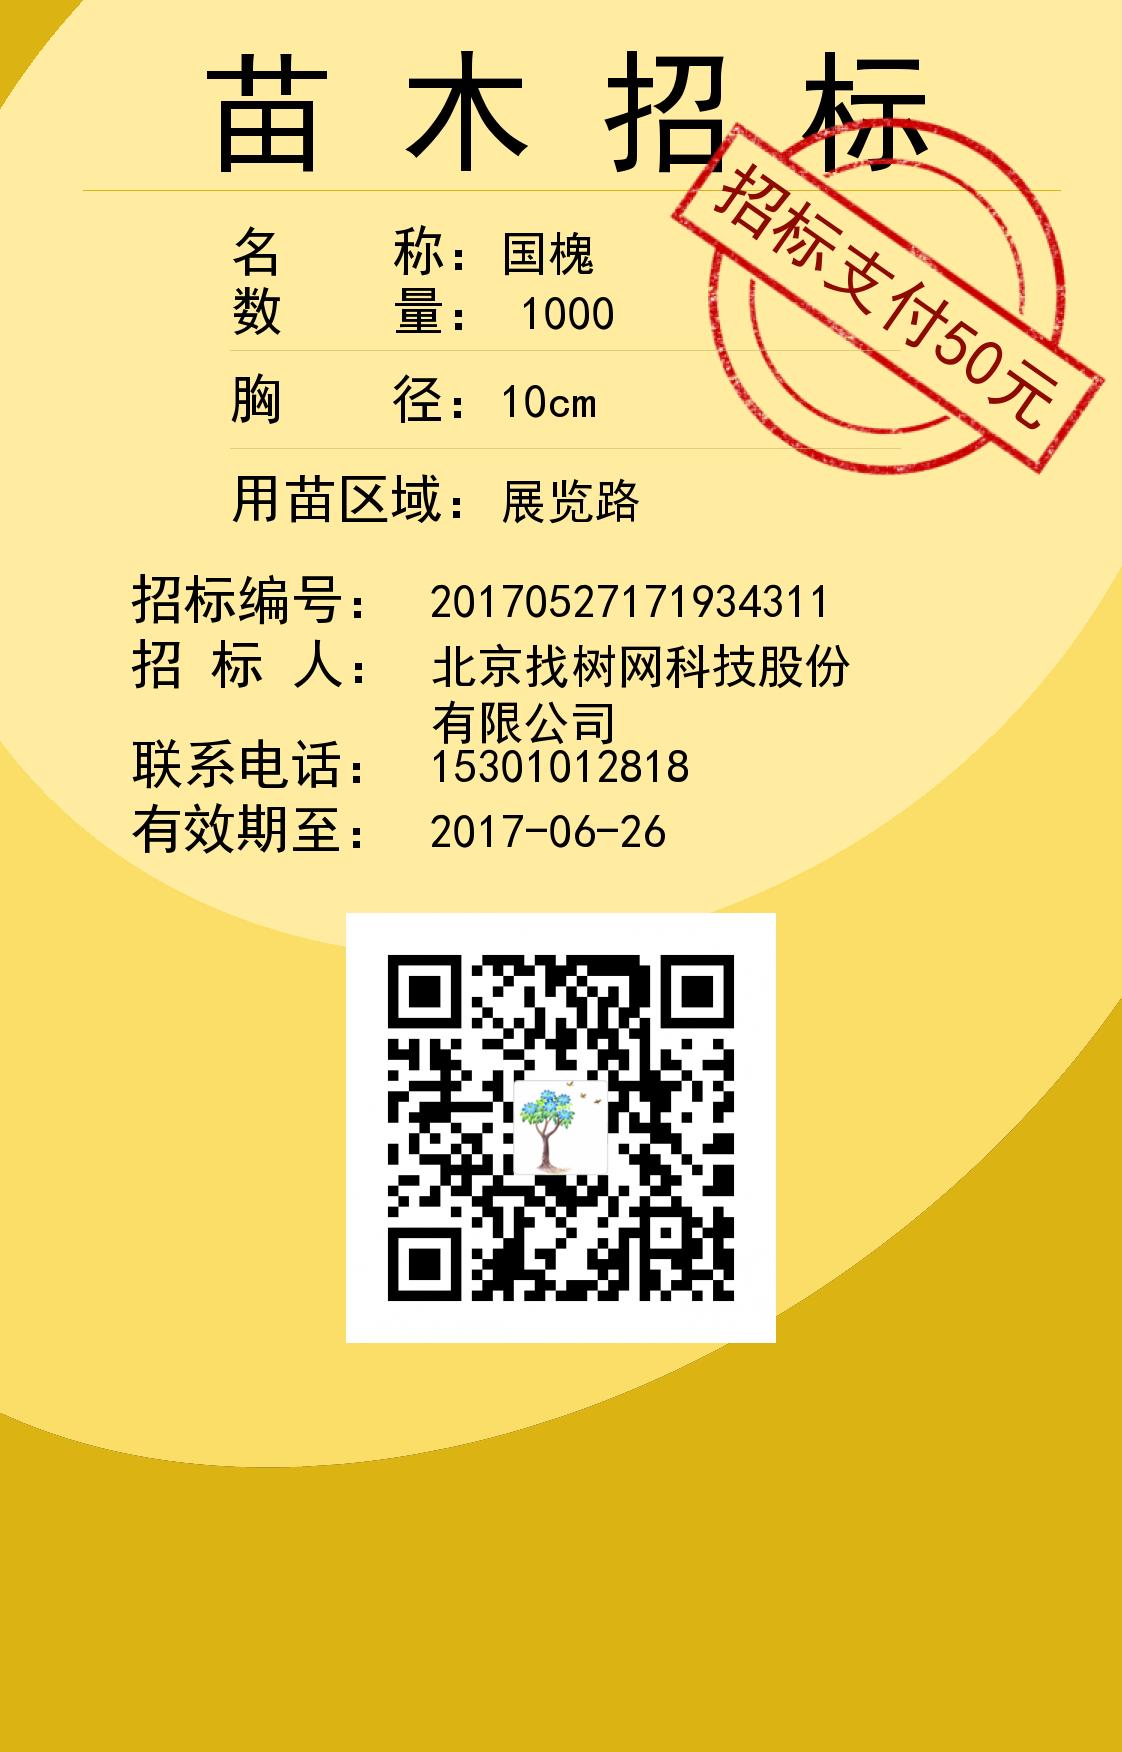 苗木招标
招标支付50元
名 称：国槐
数 量： 1000
胸 径：10cm
用苗区域：展览路
招标编号： 20170527171934311
招 标 人： 北京找树网科技股份
有限公司
联系电话： 15301012818
有效期至： 2017-06-26